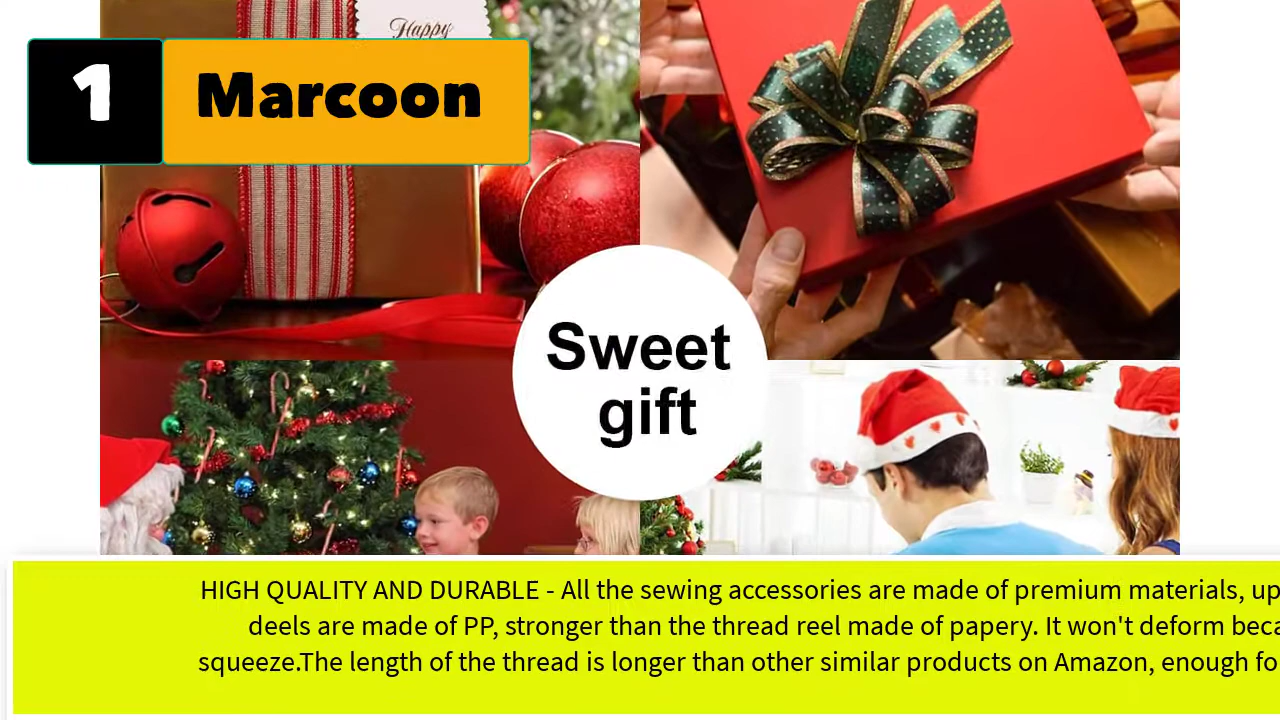 Happy
1 Marcoon
Sweet
gift
HIGH QUALITY AND DURABLE - All the sewing accessories are made of premium materials, up
deels are made of PP, stronger than the thread reel made of papery. It won't deform beca
squeeze.The length of the thread is longer than other similar products on Amazon, enough fo